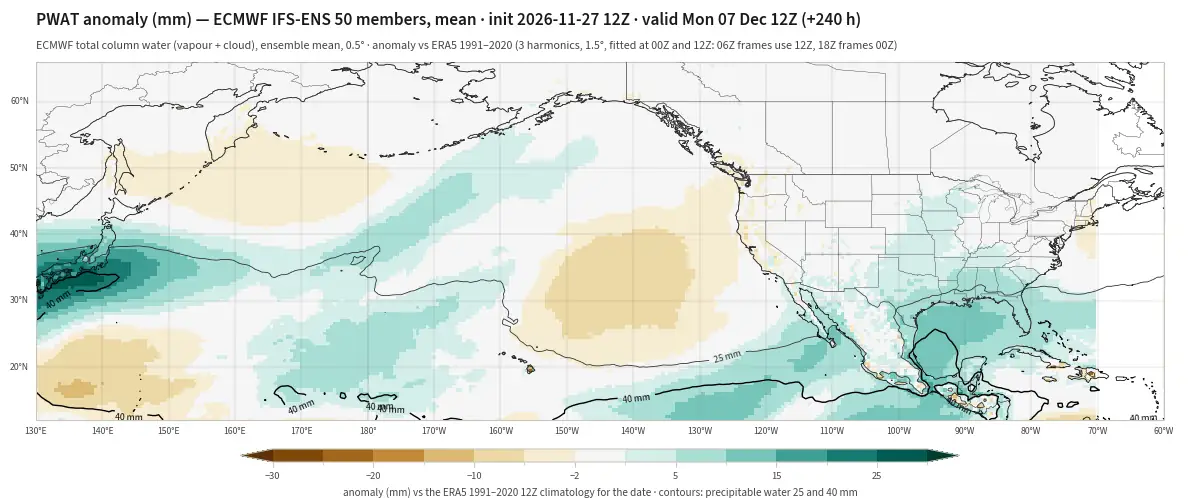 PWAT anomaly (mm) — ECMWF IFS-ENS 50 members, mean · init 2026-11-27 12Z · valid Mon 07 Dec 12Z (+240 h)
ECMWF total column water (vapour + cloud), ensemble mean, 0.5° · anomaly vs ERA5 1991–2020 (3 harmonics, 1.5°, fitted at 00Z and 12Z: 06Z frames use 12Z, 18Z frames 00Z)
60°N
50°N
40°N
30°N
20°N
40 mm
25 mm
40 mm
40 mm
40 mm
40 mm
40 mm
130°E 140°E 150°E 160°E 170°E 180° 170°W 160°W 150°W 140°W 130°W 120°W 110°W 100°W 90°W 80°W 70°W 60°W
−30 −20 −10 −2 5 15 25
anomaly (mm) vs the ERA5 1991–2020 12Z climatology for the date · contours: precipitable water 25 and 40 mm